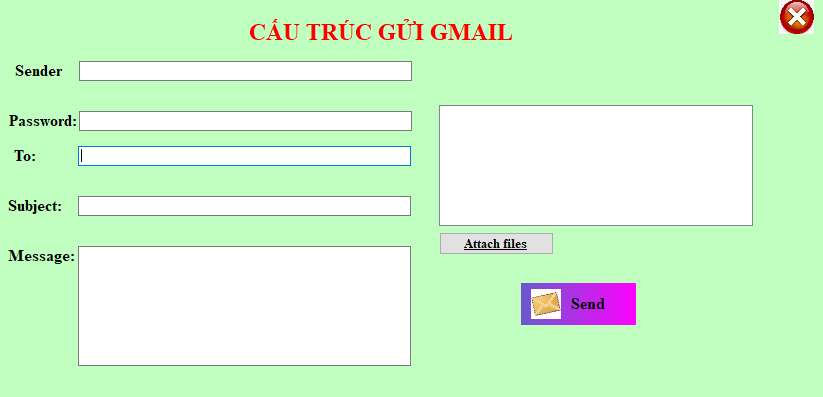 CẤU TRÚC GỬI GMAIL
Sender
Password:
To:
Subject:
Attach files
Message:
Send